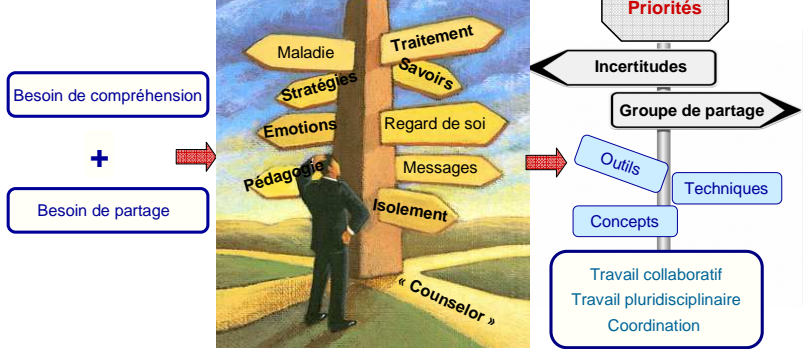 Besoin de compréhension
+
Besoin de partage
Maladie
Traitement
Stratégies
Savoirs
Emotions
Regard de soi
Pédagogie
Messages
Isolement
« Counselor »
Priorités
Incertitudes
Groupe de partage
Outils
Techniques
Concepts
Travail collaboratif
Travail pluridisciplinaire
Coordination